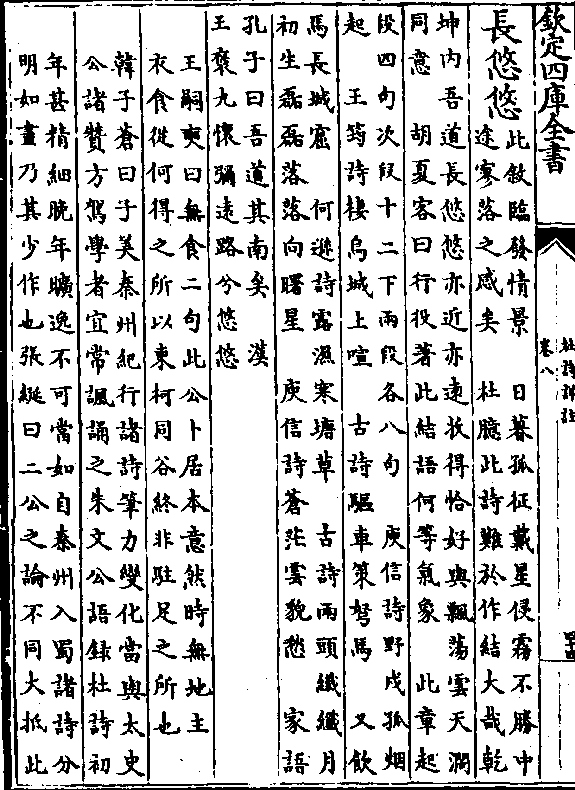 欽定四庫全書
杜詩詳註
卷八
長悠悠
此敘臨發情景　日暮孤征戴星侵霧不勝中
途寥落之感矣　杜臆此詩難於作結大哉乾
坤内吾道長悠悠亦近亦遠收得恰好與飄蕩雲天濶
同意　胡夏客曰行役著此結語何等氣象　此章起
段四句次段十二下兩段各八句　庾信詩野戍孤烟
起　王筠詩棲烏城上喧　古詩驅車策駑馬　又飲
馬長城窟　何遜詩露濕寒塘草　古詩兩頭纖纖月
初生磊磊落落向曙星　庾信詩蒼茫雲貌愁　家語
孔子曰吾道其南矣　漢
王褒九懷彌遠路兮悠悠
王嗣奭曰無食二句此公卜居本意然時無地主
衣食從何得之所以東柯同谷終非駐足之所也
韓子蒼曰子美秦州紀行諸詩筆力變化當與太史
公諸贊方駕學者宜常諷誦之朱文公語録杜詩初
年甚精細晚年曠逸不可當如自秦州入蜀諸詩分
明如畫乃其少作也張綖曰二公之論不同大抵此